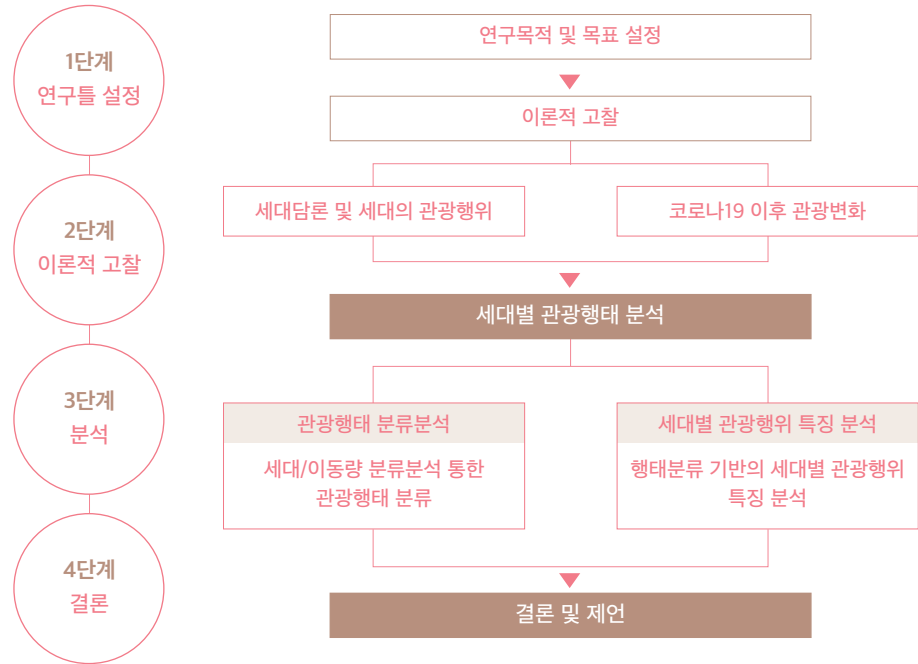 1단계
연구틀 설정
연구목적 및 목표 설정
이론적 고찰
2단계
이론적 고찰
세대담론 및 세대의 관광행위
코로나19 이후 관광변화
세대별 관광행태 분석
3단계
분석
관광행태 분류분석
세대/이동량 분류분석 통한
관광행태 분류
세대별 관광행위 특징 분석
행태분류 기반의 세대별 관광행위
특징 분석
4단계
결론
결론 및 제언